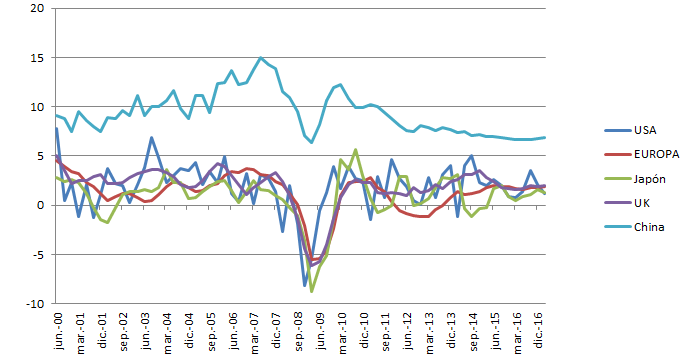 20
15
10
5
0
-5
-10
jun.-00
mar.-01
dic.-01
sep.-02
jun.-03
mar.-04
dic.-04
sep.-05
jun.-06
mar.-07
dic.-07
sep.-08
jun.-09
mar.-10
dic.-10
sep.-11
jun.-12
mar.-13
dic.-13
sep.-14
jun.-15
mar.-16
dic.-16
USA
EUROPA
Japón
UK
China